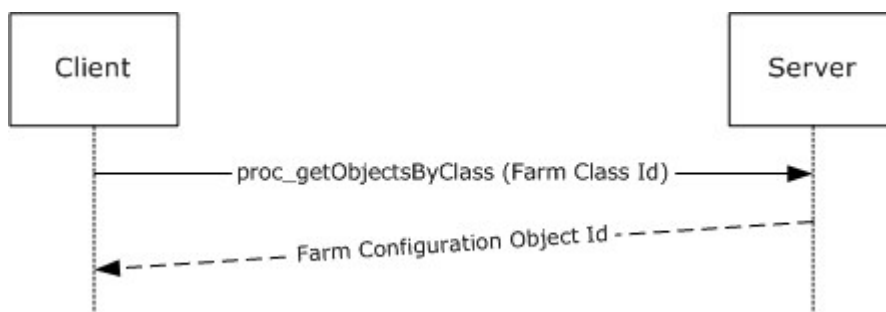 Client
Server
proc_getObjectsByClass (Farm Class Id)
Farm Configuration Object Id